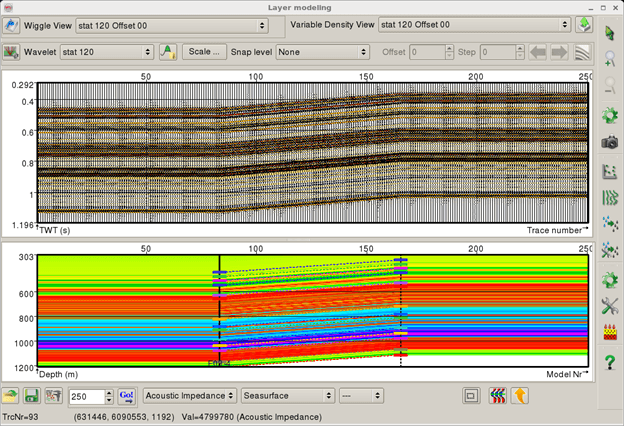 Layer modeling
Wiggle View stat 120 Offset 00 Variable Density View stat 120 Offset 00
Wavelet stat 120 Scale ... Snap level None Offset 0 Step 0
50 100 150 200 250
0.292
0.4
0.6
0.8
1
1.196 TWT (s) Trace number
50 100 150 200 250
303
600
800
1000
1200 Depth (m) Model Nr
250 Go! Acoustic Impedance Seasurface ---
TrcNr=93 (631446, 6090553, 1192) Val=4799780 (Acoustic Impedance)